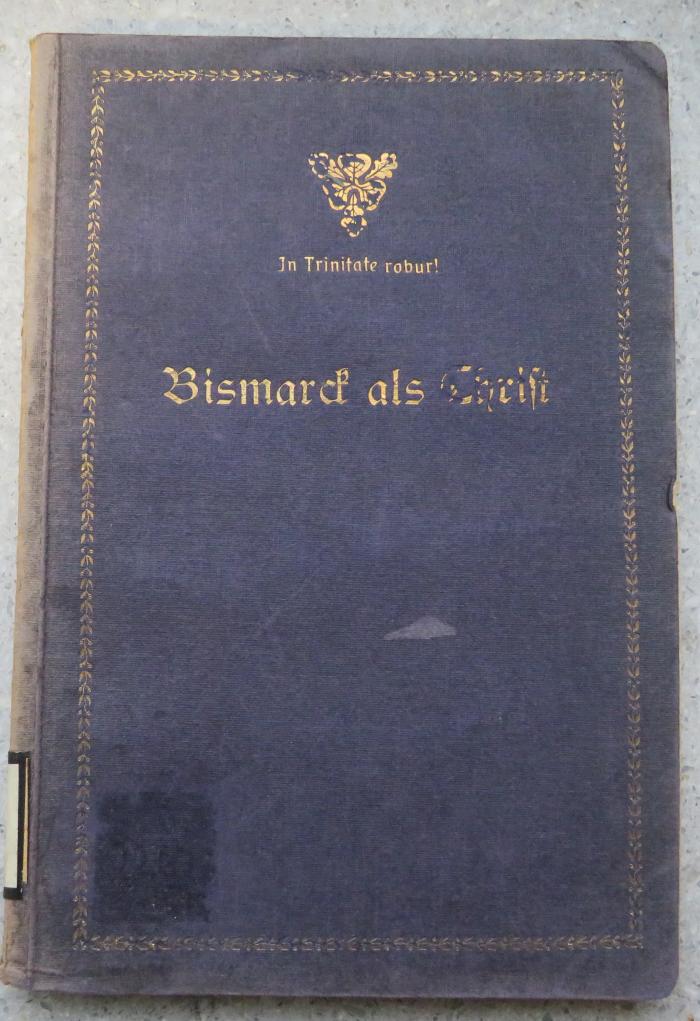 In Trinitate robur!
Bismarck als Christ